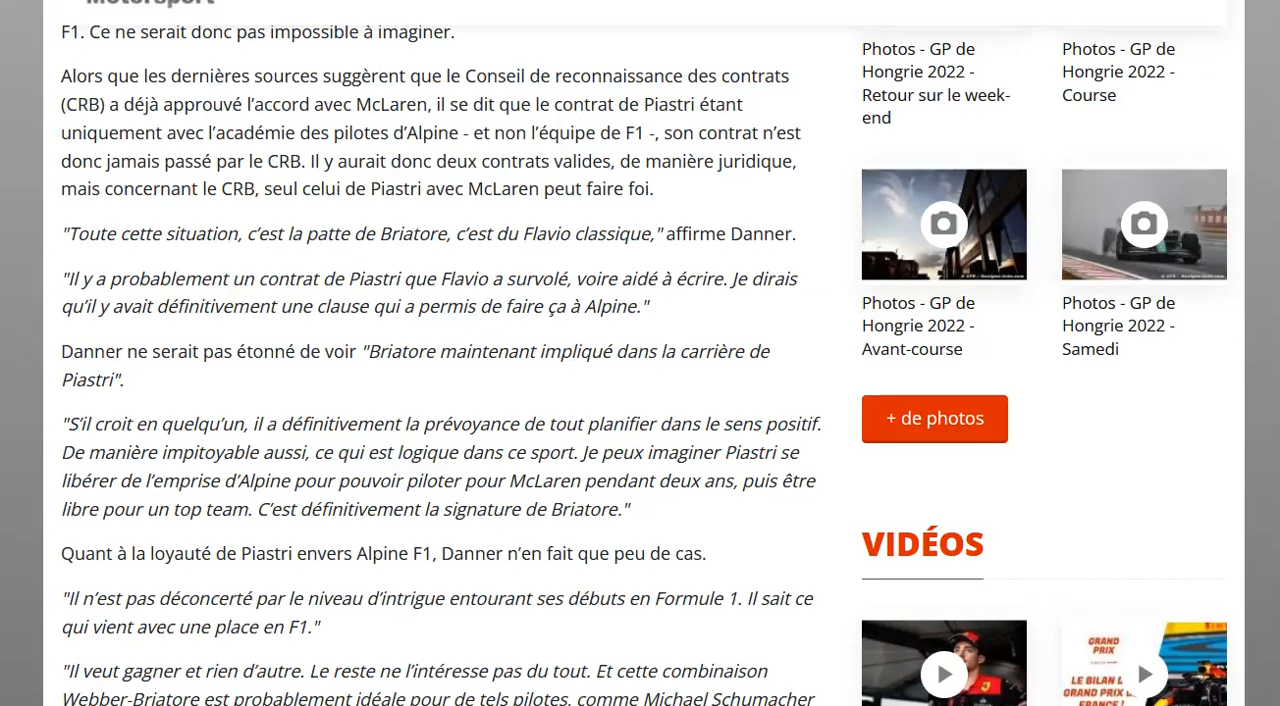 Motorsport
F1. Ce ne serait donc pas impossible à imaginer.
Alors que les dernières sources suggèrent que le Conseil de reconnaissance des contrats
(CRB) a déjà approuvé l’accord avec McLaren, il se dit que le contrat de Piastri étant
uniquement avec l’académie des pilotes d’Alpine - et non l’équipe de F1 -, son contrat n’est
donc jamais passé par le CRB. Il y aurait donc deux contrats valides, de manière juridique,
mais concernant le CRB, seul celui de Piastri avec McLaren peut faire foi.
"Toute cette situation, c’est la patte de Briatore, c’est du Flavio classique," affirme Danner.
"Il y a probablement un contrat de Piastri que Flavio a survolé, voire aidé à écrire. Je dirais
qu’il y avait définitivement une clause qui a permis de faire ça à Alpine."
Danner ne serait pas étonné de voir "Briatore maintenant impliqué dans la carrière de
Piastri".
"S’il croit en quelqu’un, il a définitivement la prévoyance de tout planifier dans le sens positif.
De manière impitoyable aussi, ce qui est logique dans ce sport. Je peux imaginer Piastri se
libérer de l’emprise d’Alpine pour pouvoir piloter pour McLaren pendant deux ans, puis être
libre pour un top team. C’est définitivement la signature de Briatore."
Quant à la loyauté de Piastri envers Alpine F1, Danner n’en fait que peu de cas.
"Il n’est pas déconcerté par le niveau d’intrigue entourant ses débuts en Formule 1. Il sait ce
qui vient avec une place en F1."
"Il veut gagner et rien d’autre. Le reste ne l’intéresse pas du tout. Et cette combinaison
Webber-Briatore est probablement idéale pour de tels pilotes, comme Michael Schumacher
Photos - GP de
Hongrie 2022 -
Retour sur le week-
end
Photos - GP de
Hongrie 2022 -
Course
Photos - GP de
Hongrie 2022 -
Avant-course
Photos - GP de
Hongrie 2022 -
Samedi
+ de photos
VIDÉOS
GRAND
PRIX
LE BILAN
GRAND PRIX
FRANCE !